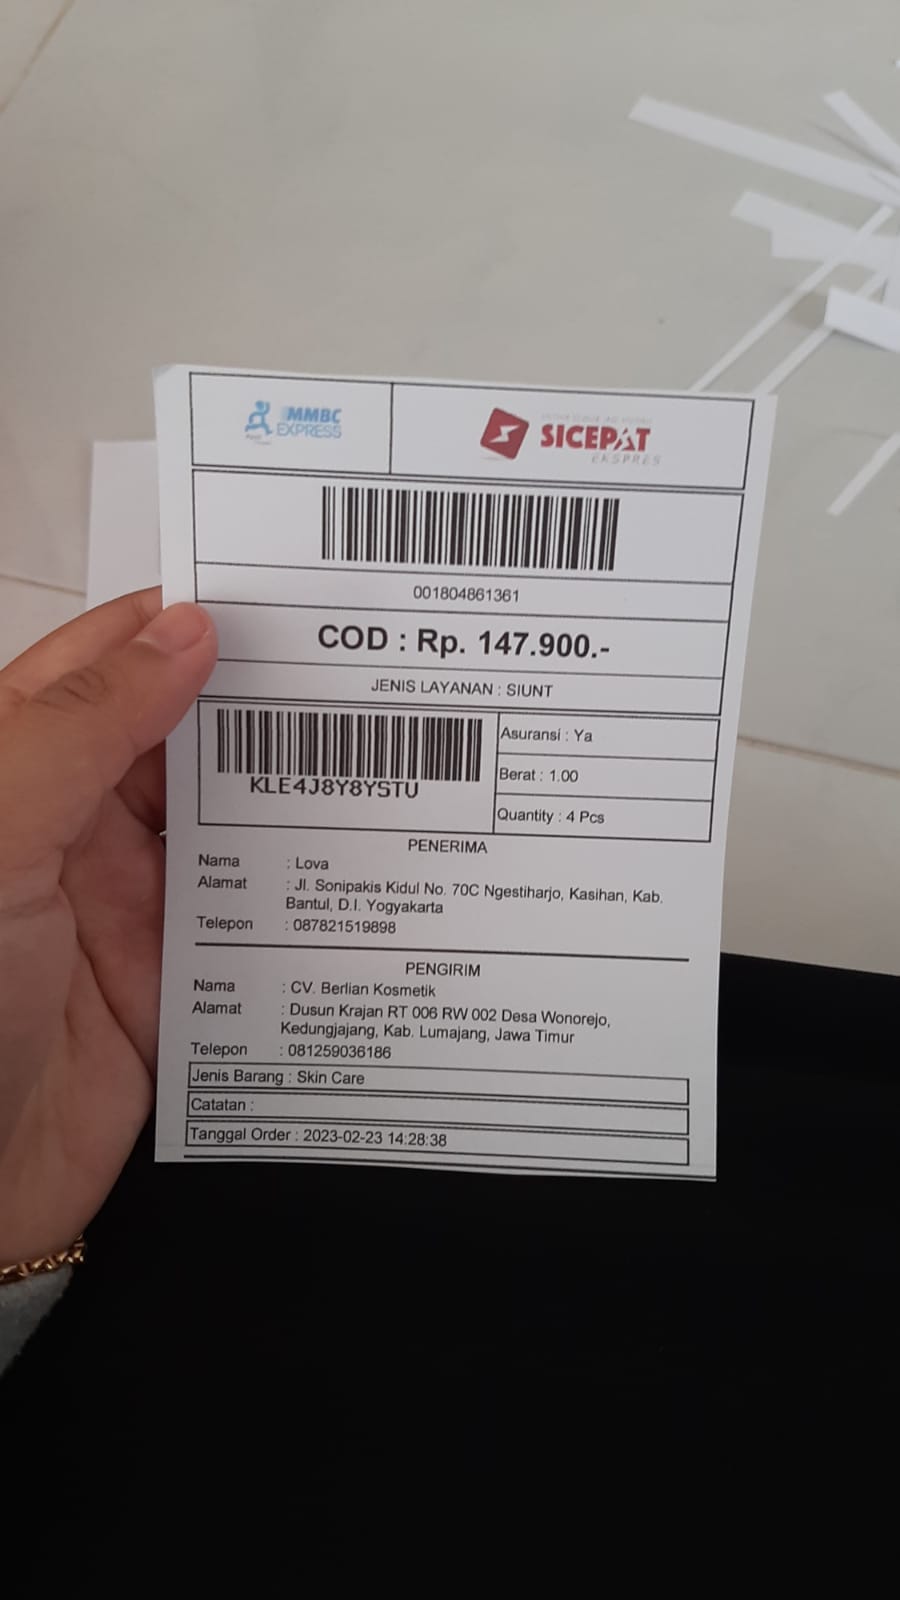 MMBC
EXPRESS
SICEPAT
EKSPRES
001804861361
COD : Rp. 147.900.-
JENIS LAYANAN : SIUNT
KLE4J8Y8YSTU
Asuransi : Ya
Berat : 1.00
Quantity : 4 Pcs
PENERIMA
Nama : Lova
Alamat : Jl. Sonipakis Kidul No. 70C Ngestiharjo, Kasihan, Kab.
Bantul, D.I. Yogyakarta
Telepon : 087821519898
PENGIRIM
Nama : CV. Berlian Kosmetik
Alamat : Dusun Krajan RT 006 RW 002 Desa Wonorejo,
Kedungjajang, Kab. Lumajang, Jawa Timur
Telepon : 081259036186
Jenis Barang : Skin Care
Catatan :
Tanggal Order : 2023-02-23 14:28:38